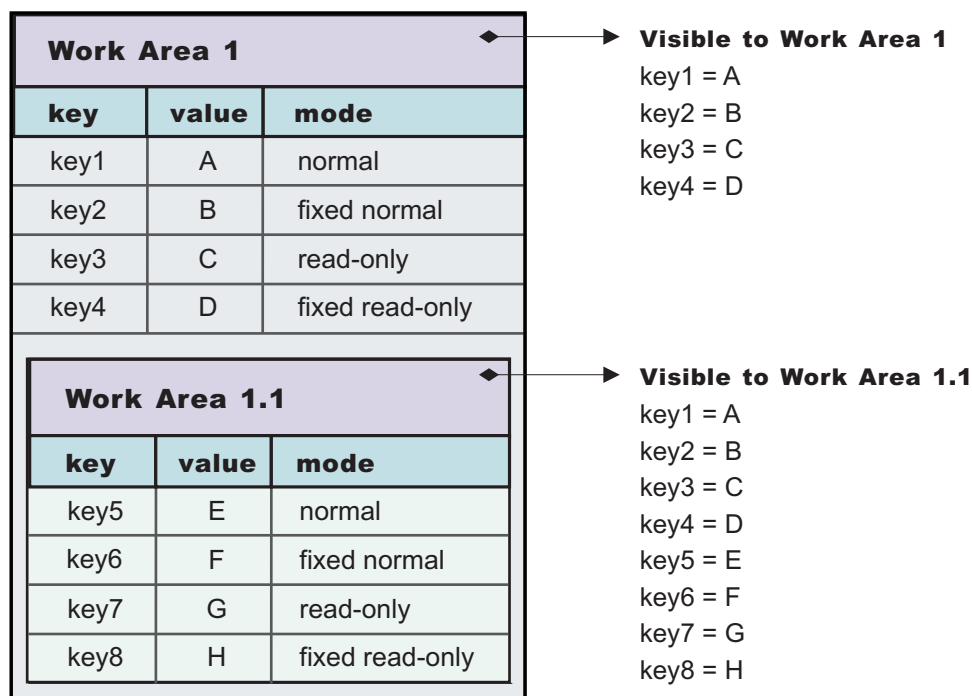 Work Area 1
key value mode
key1 A normal
key2 B fixed normal
key3 C read-only
key4 D fixed read-only
Work Area 1.1
key value mode
key5 E normal
key6 F fixed normal
key7 G read-only
key8 H fixed read-only
Visible to Work Area 1
key1 = A
key2 = B
key3 = C
key4 = D
Visible to Work Area 1.1
key1 = A
key2 = B
key3 = C
key4 = D
key5 = E
key6 = F
key7 = G
key8 = H